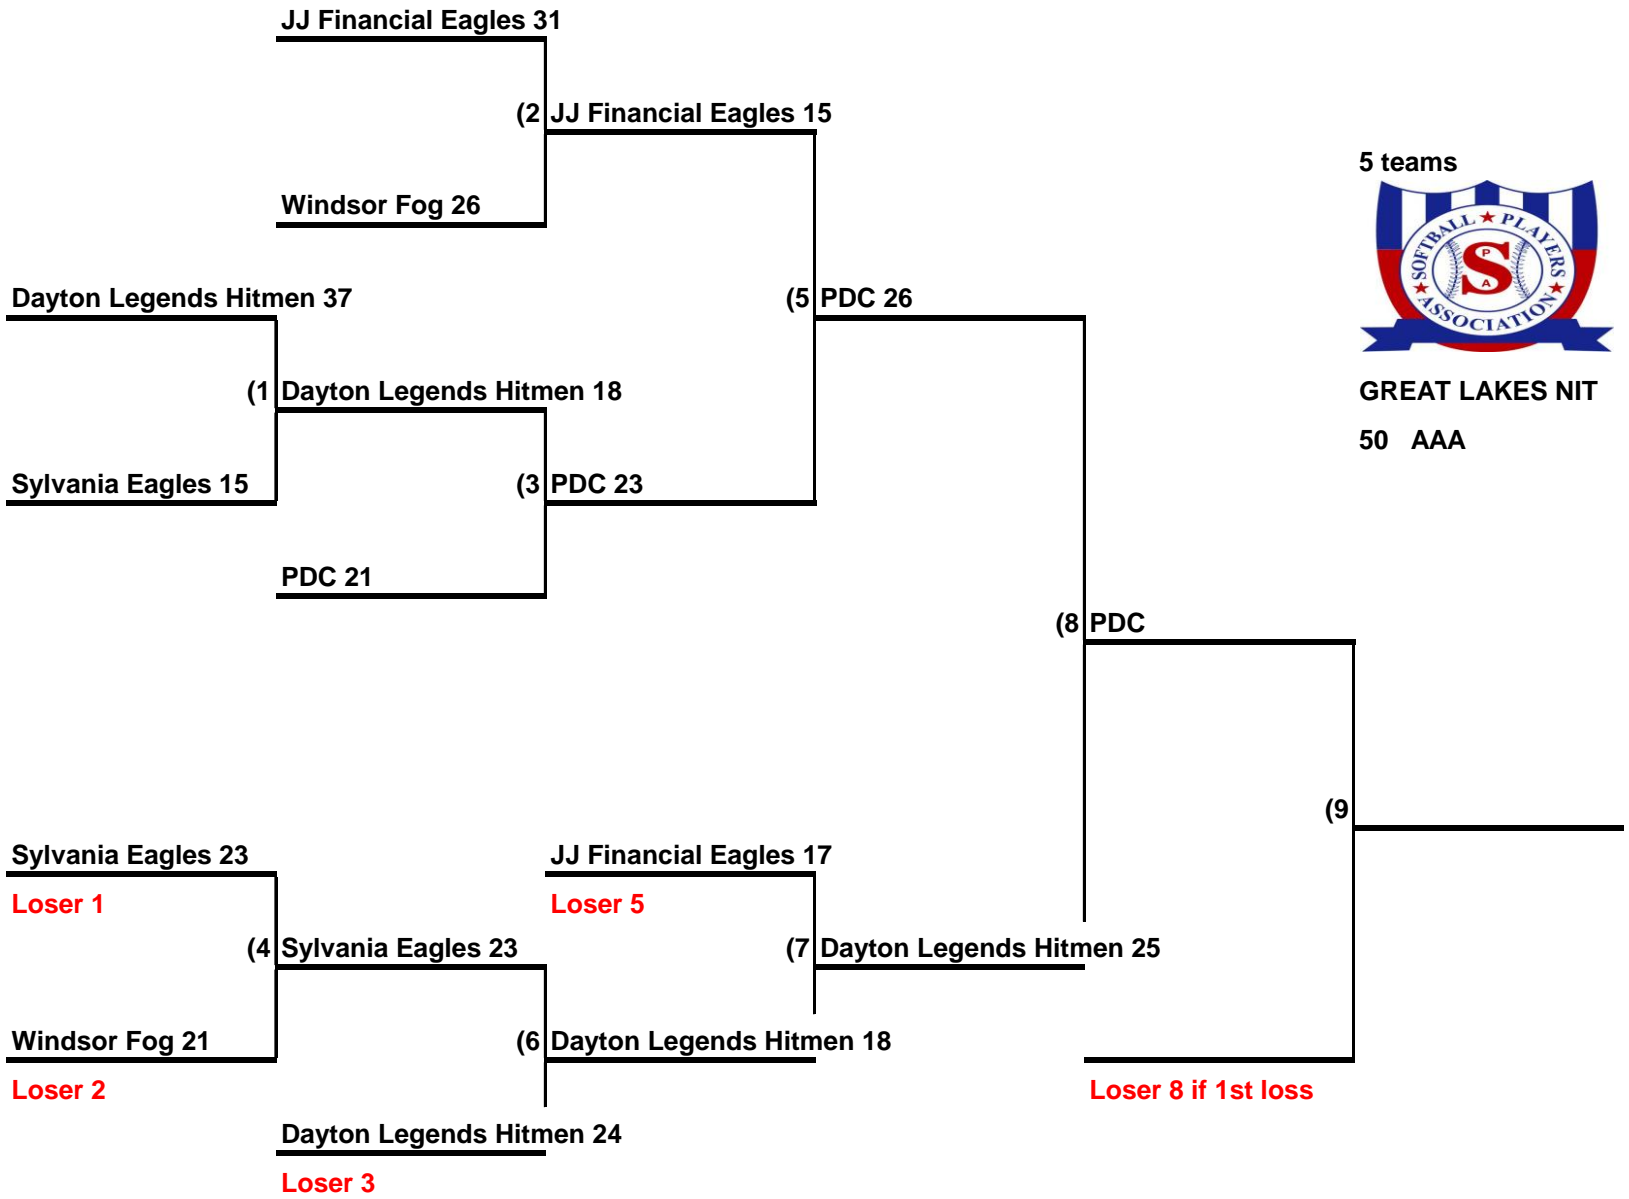 JJ Financial Eagles 31
(2 JJ Financial Eagles 15
5 teams
SOFTBALL ★ PLAYERS ★ ASSOCIATION ★
P
S
A
Windsor Fog 26
Dayton Legends Hitmen 37
(5 PDC 26
(1 Dayton Legends Hitmen 18
GREAT LAKES NIT
50 AAA
Sylvania Eagles 15
(3 PDC 23
PDC 21
(8 PDC
(9
Sylvania Eagles 23
JJ Financial Eagles 17
Loser 1
Loser 5
(4 Sylvania Eagles 23
(7 Dayton Legends Hitmen 25
Windsor Fog 21
(6 Dayton Legends Hitmen 18
Loser 2
Loser 8 if 1st loss
Dayton Legends Hitmen 24
Loser 3